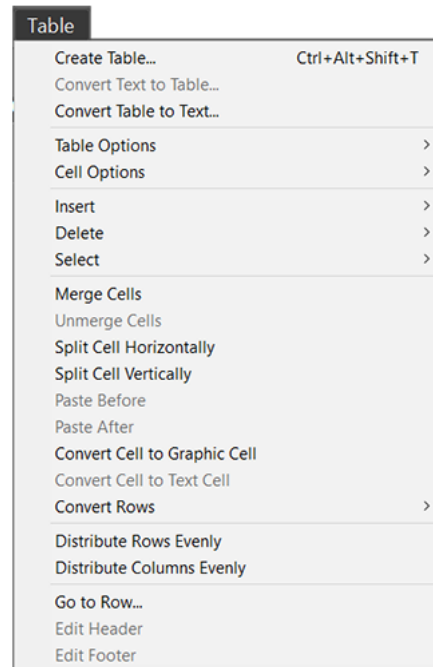 Table
Create Table... Ctrl+Alt+Shift+T
Convert Text to Table...
Convert Table to Text...
Table Options
Cell Options
Insert
Delete
Select
Merge Cells
Unmerge Cells
Split Cell Horizontally
Split Cell Vertically
Paste Before
Paste After
Convert Cell to Graphic Cell
Convert Cell to Text Cell
Convert Rows
Distribute Rows Evenly
Distribute Columns Evenly
Go to Row...
Edit Header
Edit Footer